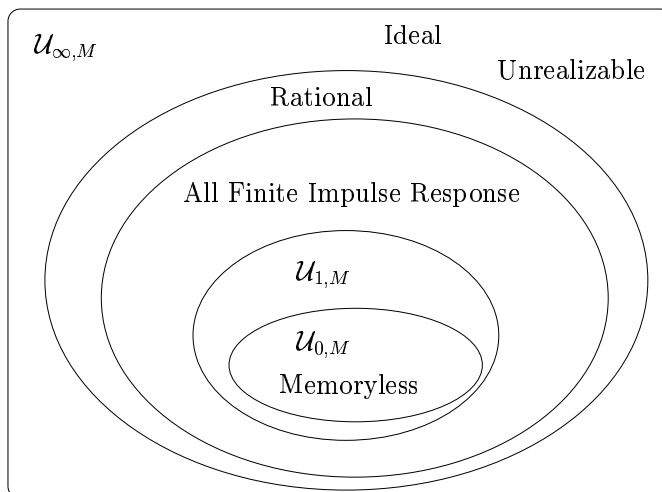 Ideal
𝒰∞,M
Unrealizable
Rational
All Finite Impulse Response
𝒰1,M
𝒰0,M
Memoryless